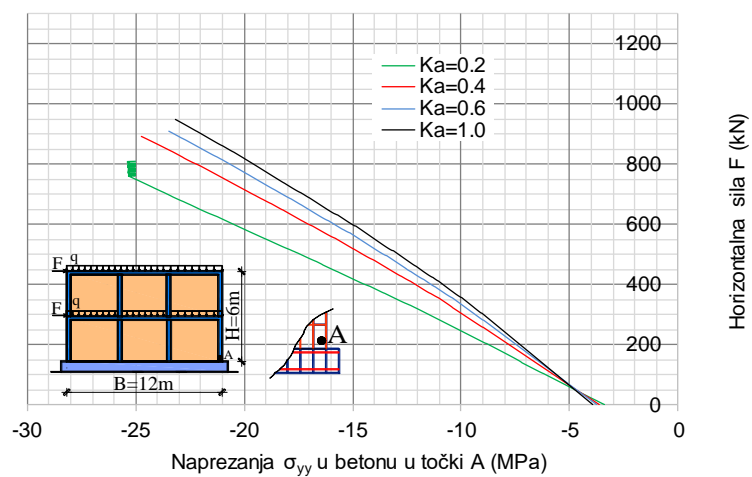 1200
1000
800
600
400
200
0
Horizontalna sila F (kN)
Ka=0.2
Ka=0.4
Ka=0.6
Ka=1.0
F q
F q
H=6m
A
B=12m
A
-30 -25 -20 -15 -10 -5 0
Naprezanja σyy u betonu u točki A (MPa)